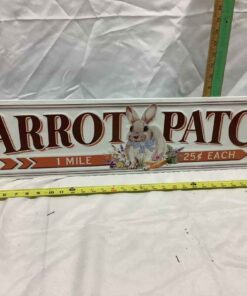 ARROT PATC
1 MILE
25¢ EACH